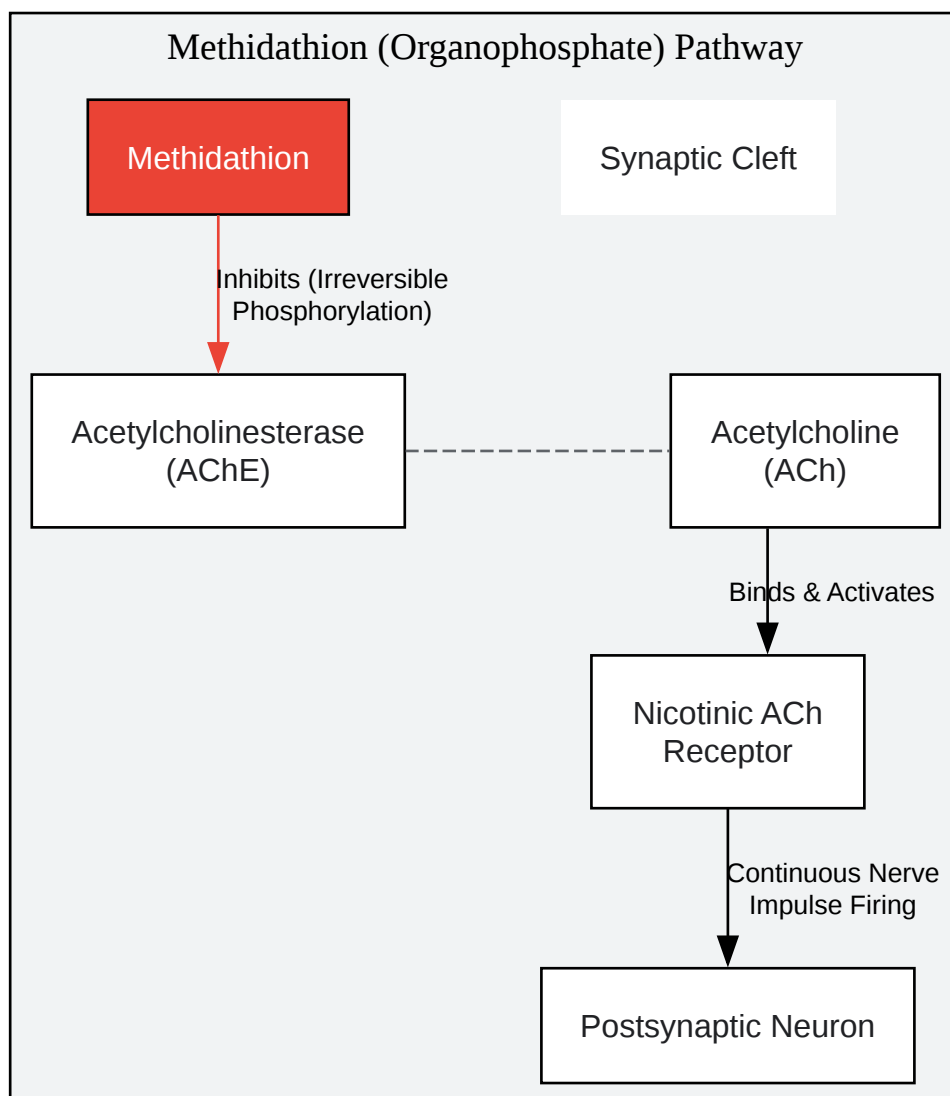 Methidathion (Organophosphate) Pathway
Methidathion
Synaptic Cleft
Inhibits (Irreversible
Phosphorylation)
Acetylcholinesterase
(AChE)
Acetylcholine
(ACh)
Binds & Activates
Nicotinic ACh
Receptor
Continuous Nerve
Impulse Firing
Postsynaptic Neuron